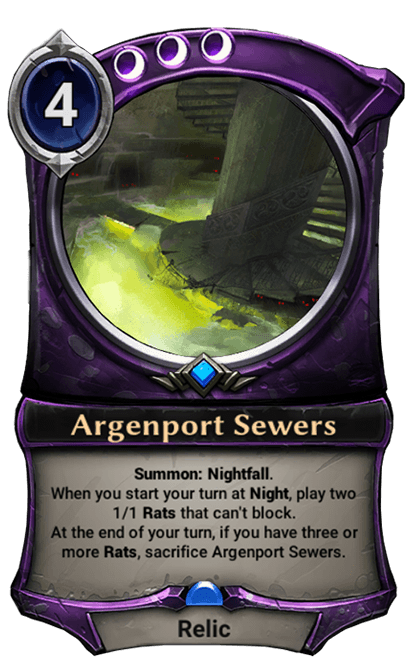 4
Argenport Sewers
Summon: Nightfall.
When you start your turn at Night, play two
1/1 Rats that can't block.
At the end of your turn, if you have three or
more Rats, sacrifice Argenport Sewers.
Relic